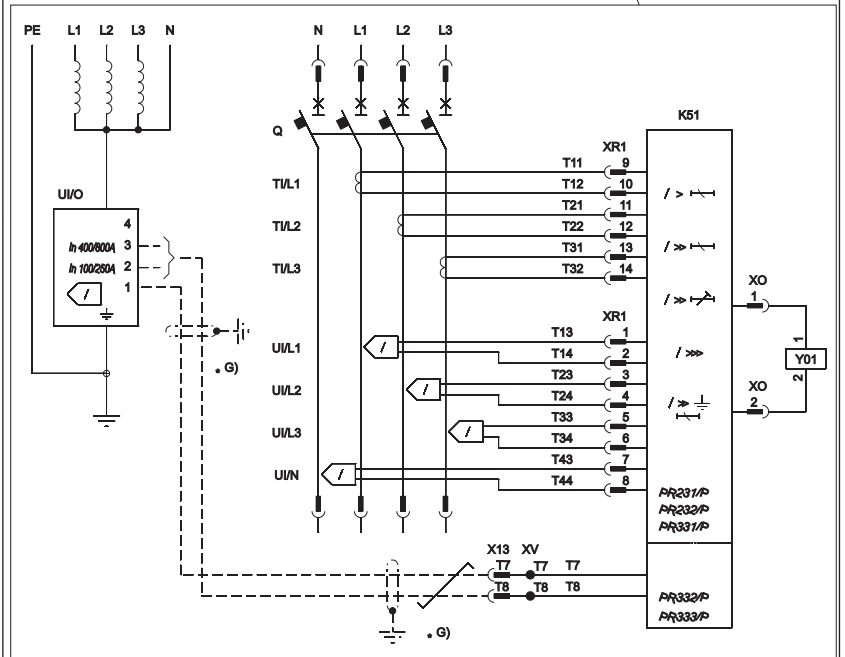 PE L1 L2 L3 N
N L1 L2 L3
Q
K51
XR1
T11 9
TI/L1 T12 10
I >
T21 11
TI/L2 T22 12
UI/O
4
In 400/800A 3
In 100/250A 2
1
I
I >>
T31 13
TI/L3 T32 14
I >>
XO
1
XR1
T13 1
UI/L1 I T14 2
I >>>
* G)
1
Y01
2
T23 3
UI/L2 I T24 4
I >>
XO
2
T33 5
UI/L3 I T34 6
T43 7
UI/N I T44 8
PR231/P
PR232/P
PR331/P
X13 XV
T7 T7 T7
T8 T8 T8
PR332/P
PR333/P
* G)